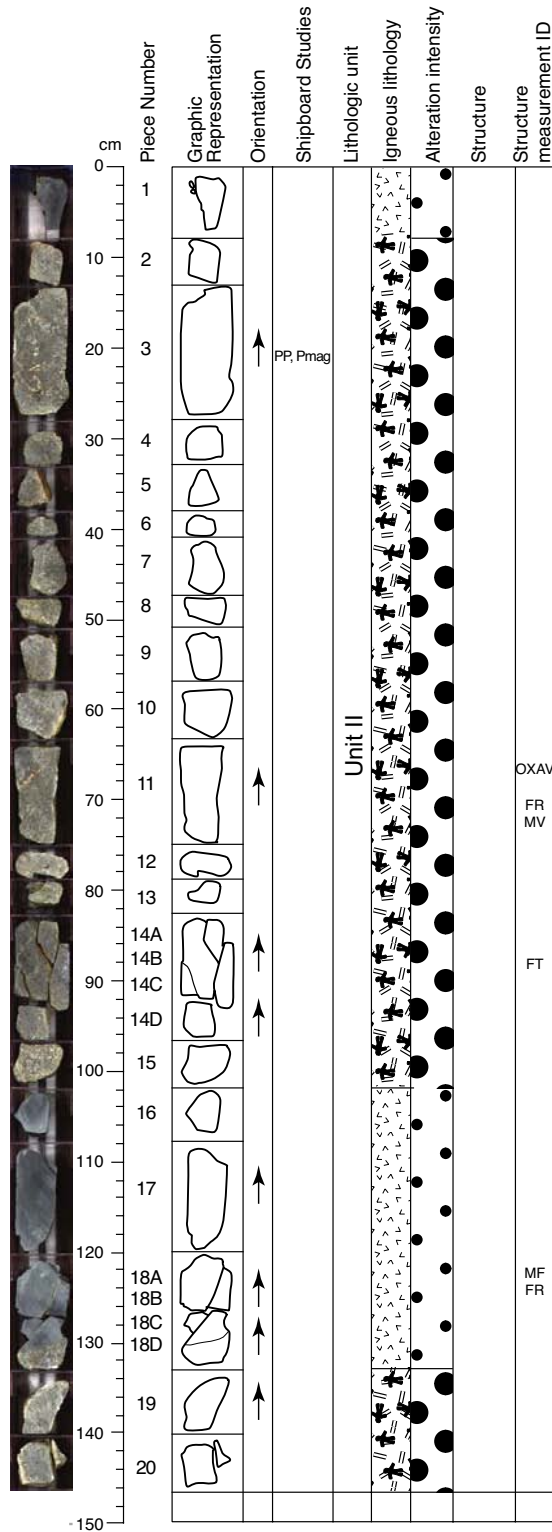 cm
Piece Number
Graphic
Representation
Orientation
Shipboard Studies
Lithologic unit
Igneous lithology
Alteration intensity
Structure
Structure
measurement ID
0
1
10
2
20
3
PP, Pmag
30
4
5
40
6
7
50
8
9
60
10
Unit II
OXAV
70
11
FR
MV
80
12
13
14A
14B
90
14C
FT
14D
100
15
16
110
17
120
18A
18B
MF
FR
18C
130
18D
19
140
20
150